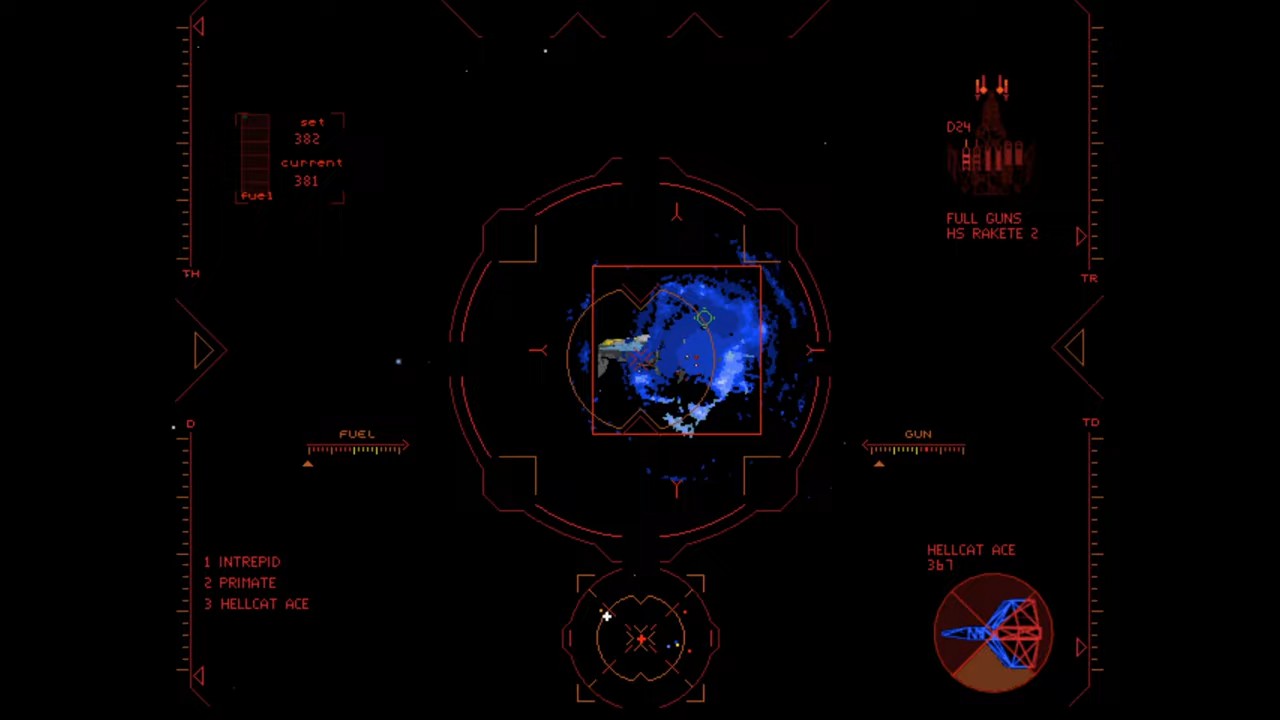 set
382
current
381
fuel
D24
FULL GUNS
HS RAKETE 2
TH
TR
D
TD
FUEL
GUN
1 INTREPID
2 PRIMATE
3 HELLCAT ACE
HELLCAT ACE
367